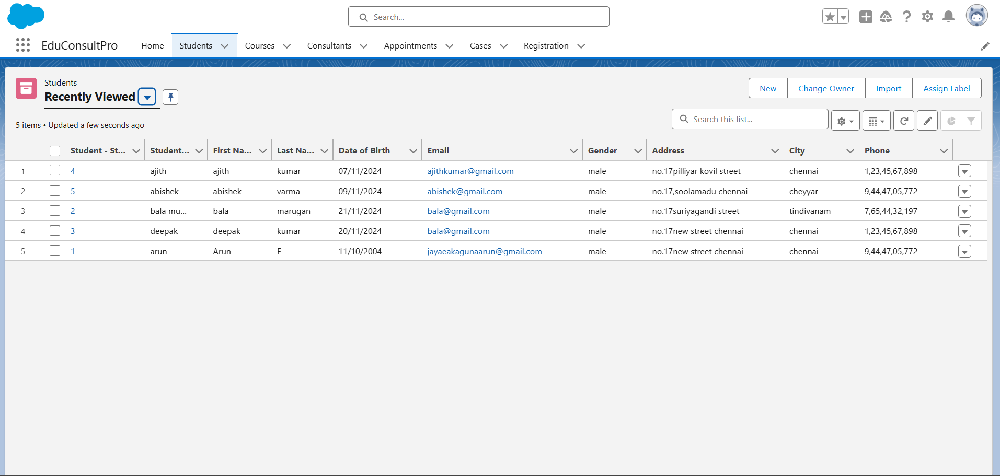 Search...
EduConsultPro Home Students Courses Consultants Appointments Cases Registration
Students
Recently Viewed
New Change Owner Import Assign Label
5 items • Updated a few seconds ago
Search this list...
Student - St... Student... First Na... Last Na... Date of Birth Email Gender Address City Phone
1 4 ajith ajith kumar 07/11/2024 ajithkumar@gmail.com male no.17pilliyar kovil street chennai 1,23,45,67,898
2 5 abishek abishek varma 09/11/2024 abishek@gmail.com male no.17,soolamadu chennai cheyyar 9,44,47,05,772
3 2 bala mu... bala marugan 21/11/2024 bala@gmail.com male no.17suriyagandi street tindivanam 7,65,44,32,197
4 3 deepak deepak kumar 20/11/2024 bala@gmail.com male no.17new street chennai chennai 1,23,45,67,898
5 1 arun Arun E 11/10/2004 jayaeakagunaarun@gmail.com male no.17new street chennai chennai 9,44,47,05,772